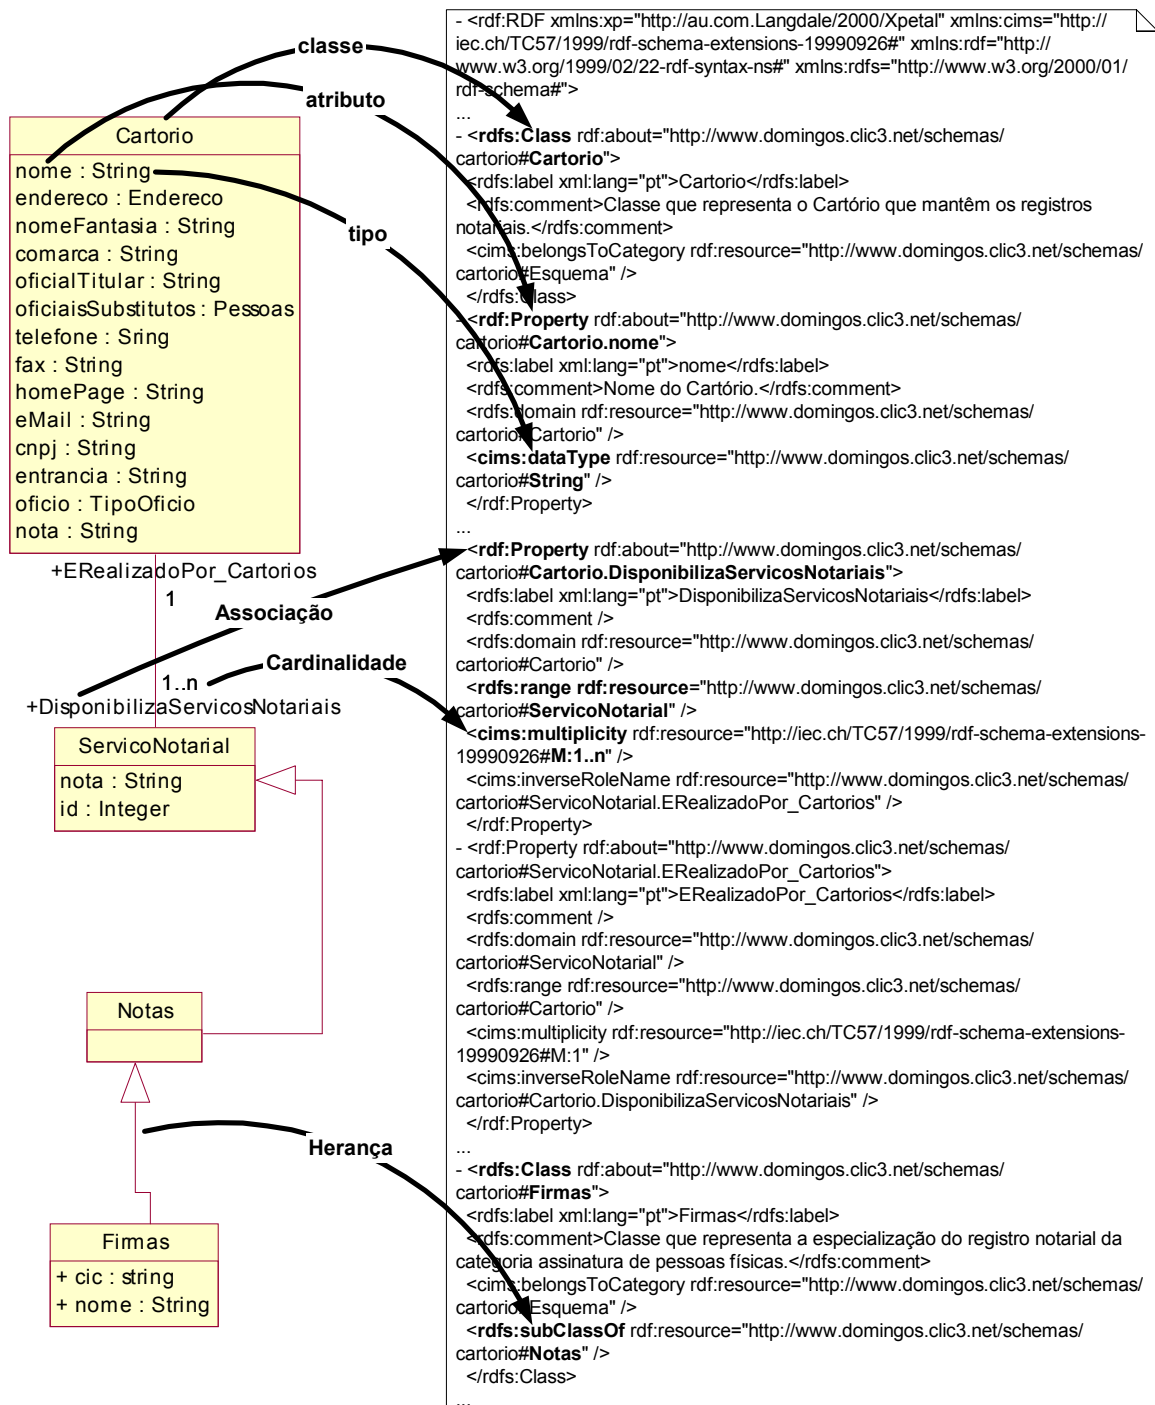 classe
atributo
Cartorio
nome : String
endereco : Endereco
nomeFantasia : String
comarca : String
oficialTitular : String
oficiaisSubstitutos : Pessoas
telefone : Sring
fax : String
homePage : String
eMail : String
cnpj : String
entrancia : String
oficio : TipoOficio
nota : String
tipo
+ERealizadoPor_Cartorios
1
Associação
Cardinalidade
1..n
+DisponibilizaServicosNotariais
ServicoNotarial
nota : String
id : Integer
Notas
Herança
Firmas
+ cic : string
+ nome : String
- <rdf:RDF xmlns:xp="http://au.com.Langdale/2000/Xpetal" xmlns:cims="http://
iec.ch/TC57/1999/rdf-schema-extensions-19990926#" xmlns:rdf="http://
www.w3.org/1999/02/22-rdf-syntax-ns#" xmlns:rdfs="http://www.w3.org/2000/01/
rdf-schema#">
...
- <rdfs:Class rdf:about="http://www.domingos.clic3.net/schemas/
cartorio#Cartorio">
<rdfs:label xml:lang="pt">Cartorio</rdfs:label>
<rdfs:comment>Classe que representa o Cartório que mantêm os registros
notariais.</rdfs:comment>
<cims:belongsToCategory rdf:resource="http://www.domingos.clic3.net/schemas/
cartorio#Esquema" />
</rdfs:Class>
- <rdf:Property rdf:about="http://www.domingos.clic3.net/schemas/
cartorio#Cartorio.nome">
<rdfs:label xml:lang="pt">nome</rdfs:label>
<rdfs:comment>Nome do Cartório.</rdfs:comment>
<rdfs:domain rdf:resource="http://www.domingos.clic3.net/schemas/
cartorio#Cartorio" />
<cims:dataType rdf:resource="http://www.domingos.clic3.net/schemas/
cartorio#String" />
</rdf:Property>
...
- <rdf:Property rdf:about="http://www.domingos.clic3.net/schemas/
cartorio#Cartorio.DisponibilizaServicosNotariais">
<rdfs:label xml:lang="pt">DisponibilizaServicosNotariais</rdfs:label>
<rdfs:comment />
<rdfs:domain rdf:resource="http://www.domingos.clic3.net/schemas/
cartorio#Cartorio" />
<rdfs:range rdf:resource="http://www.domingos.clic3.net/schemas/
cartorio#ServicoNotarial" />
<cims:multiplicity rdf:resource="http://iec.ch/TC57/1999/rdf-schema-extensions-
19990926#M:1..n" />
<cims:inverseRoleName rdf:resource="http://www.domingos.clic3.net/schemas/
cartorio#ServicoNotarial.ERealizadoPor_Cartorios" />
</rdf:Property>
- <rdf:Property rdf:about="http://www.domingos.clic3.net/schemas/
cartorio#ServicoNotarial.ERealizadoPor_Cartorios">
<rdfs:label xml:lang="pt">ERealizadoPor_Cartorios</rdfs:label>
<rdfs:comment />
<rdfs:domain rdf:resource="http://www.domingos.clic3.net/schemas/
cartorio#ServicoNotarial" />
<rdfs:range rdf:resource="http://www.domingos.clic3.net/schemas/
cartorio#Cartorio" />
<cims:multiplicity rdf:resource="http://iec.ch/TC57/1999/rdf-schema-extensions-
19990926#M:1" />
<cims:inverseRoleName rdf:resource="http://www.domingos.clic3.net/schemas/
cartorio#Cartorio.DisponibilizaServicosNotariais" />
</rdf:Property>
...
- <rdfs:Class rdf:about="http://www.domingos.clic3.net/schemas/
cartorio#Firmas">
<rdfs:label xml:lang="pt">Firmas</rdfs:label>
<rdfs:comment>Classe que representa a especialização do registro notarial da
categoria assinatura de pessoas físicas.</rdfs:comment>
<cims:belongsToCategory rdf:resource="http://www.domingos.clic3.net/schemas/
cartorio#Esquema" />
<rdfs:subClassOf rdf:resource="http://www.domingos.clic3.net/schemas/
cartorio#Notas" />
</rdfs:Class>
...